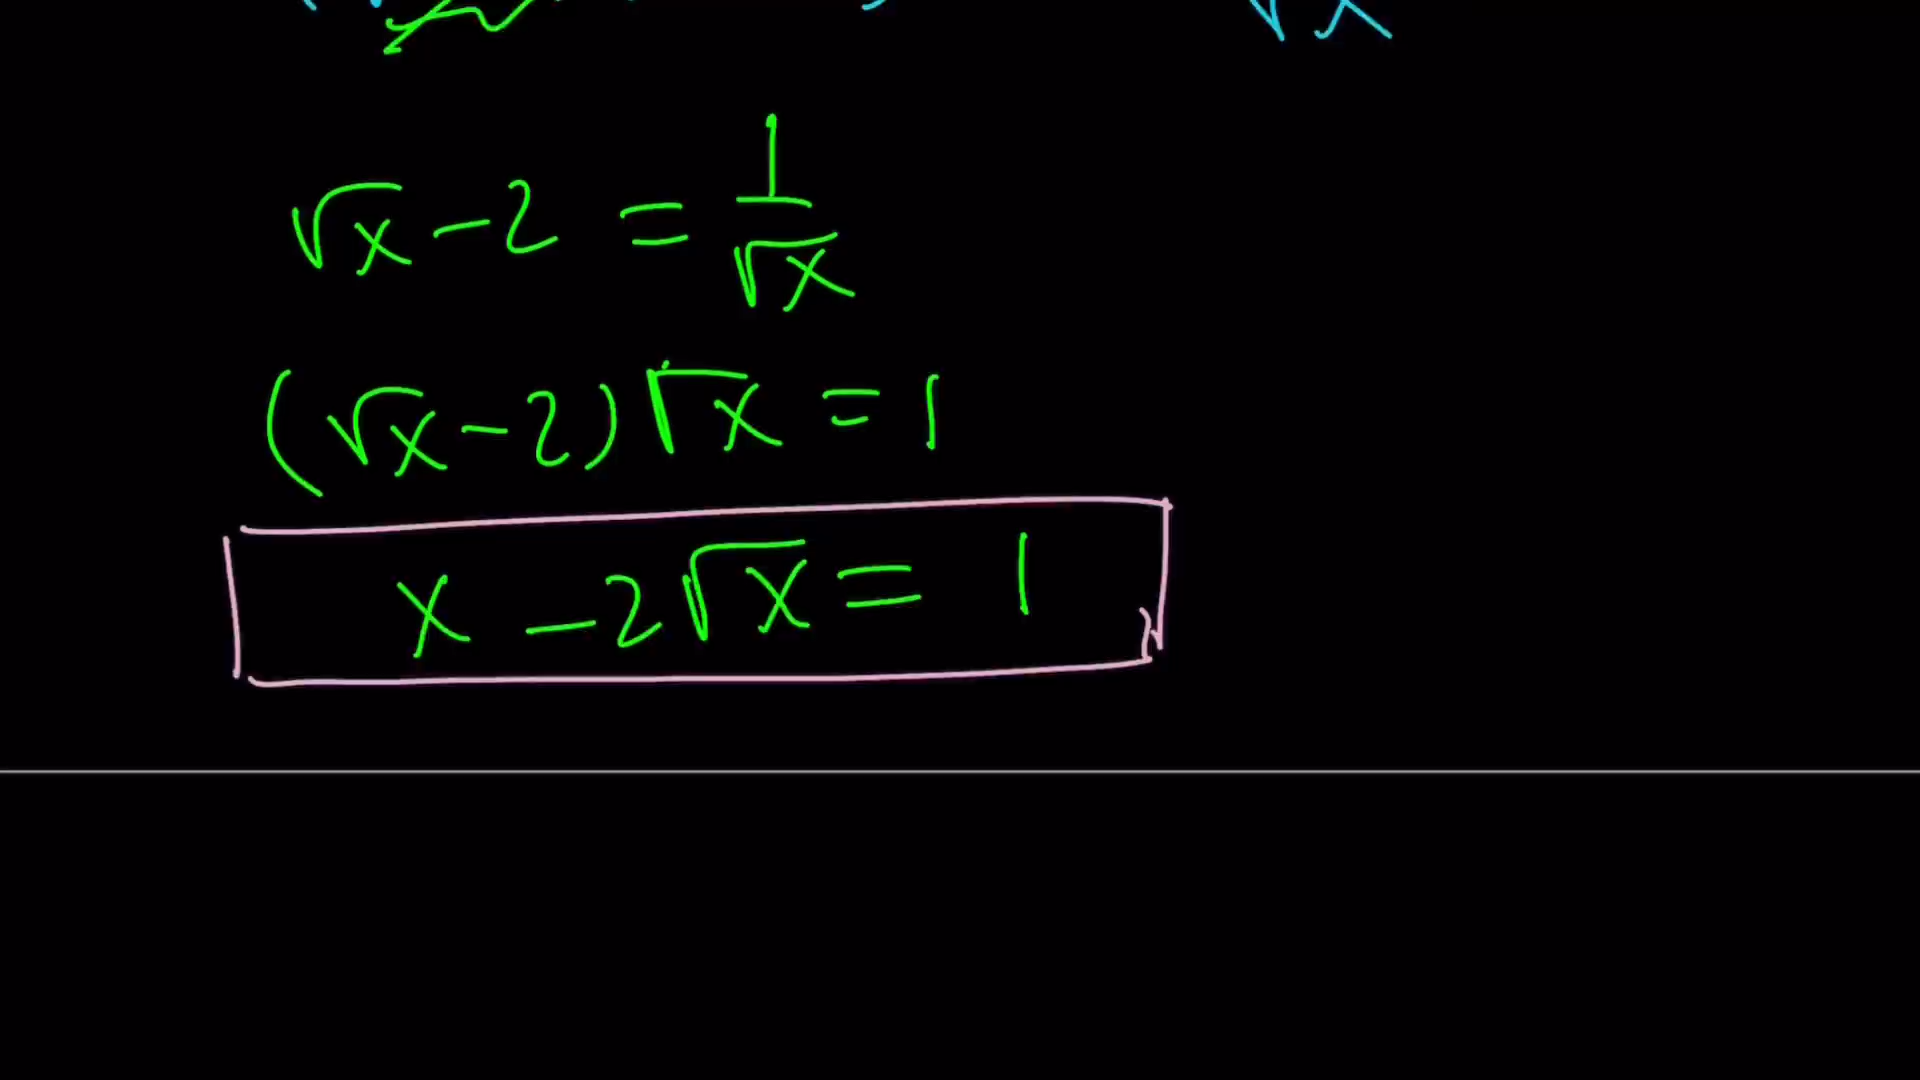 √x
√x - 2 = 1/√x
(√x - 2)√x = 1
x - 2√x = 1